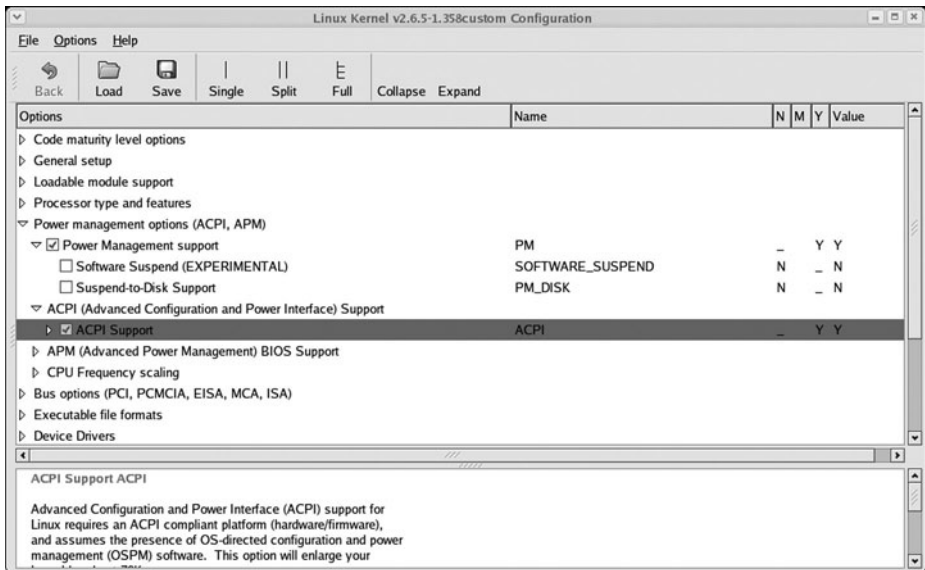 Linux Kernel v2.6.5-1.358custom Configuration
File Options Help
Back Load Save Single Split Full Collapse Expand
Options Name N M Y Value
Code maturity level options
General setup
Loadable module support
Processor type and features
Power management options (ACPI, APM)
Power Management support PM _ Y Y
Software Suspend (EXPERIMENTAL) SOFTWARE_SUSPEND N _ N
Suspend-to-Disk Support PM_DISK N _ N
ACPI (Advanced Configuration and Power Interface) Support
ACPI Support ACPI _ Y Y
APM (Advanced Power Management) BIOS Support
CPU Frequency scaling
Bus options (PCI, PCMCIA, EISA, MCA, ISA)
Executable file formats
Device Drivers
ACPI Support ACPI
Advanced Configuration and Power Interface (ACPI) support for
Linux requires an ACPI compliant platform (hardware/firmware),
and assumes the presence of OS-directed configuration and power
management (OSPM) software. This option will enlarge your